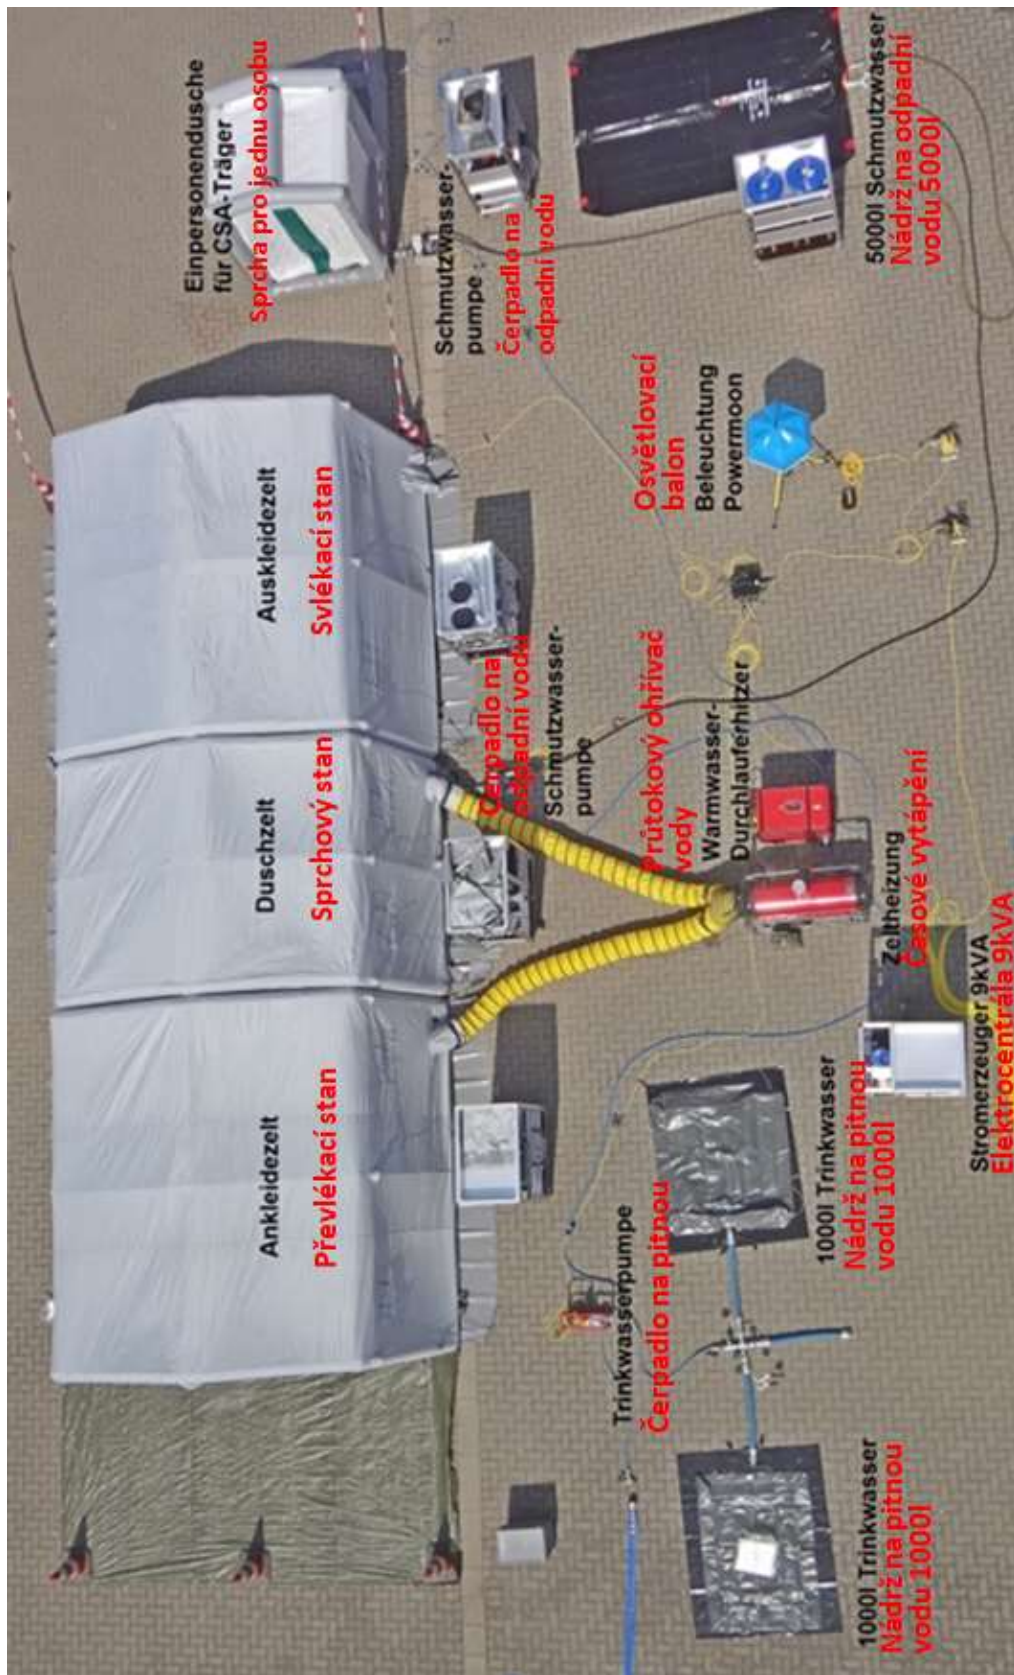 Einpersonendusche
für CSA-Träger
Sprcha pro jednu osobu
Ankleidezelt
Převlékací stan
Duschzelt
Sprchový stan
Auskleidezelt
Svlékací stan
Schmutzwasser-
pumpe
Čerpadlo na
odpadní vodu
Čerpadlo na
odpadní vodu
Schmutzwasser-
pumpe
Trinkwasserpumpe
Čerpadlo na pitnou
Průtokový ohřívač
vody
Warmwasser-
Durchlauferhitzer
Osvětlovací
balon
Beleuchtung
Powermoon
5000l Schmutzwasser
Nádrž na odpadní
vodu 5000l
1000l Trinkwasser
Nádrž na pitnou
vodu 1000l
1000l Trinkwasser
Nádrž na pitnou
vodu 1000l
Zeltheizung
Časové vytápění
Stromerzeuger 9kVA
Elektrocentrála 9kVA